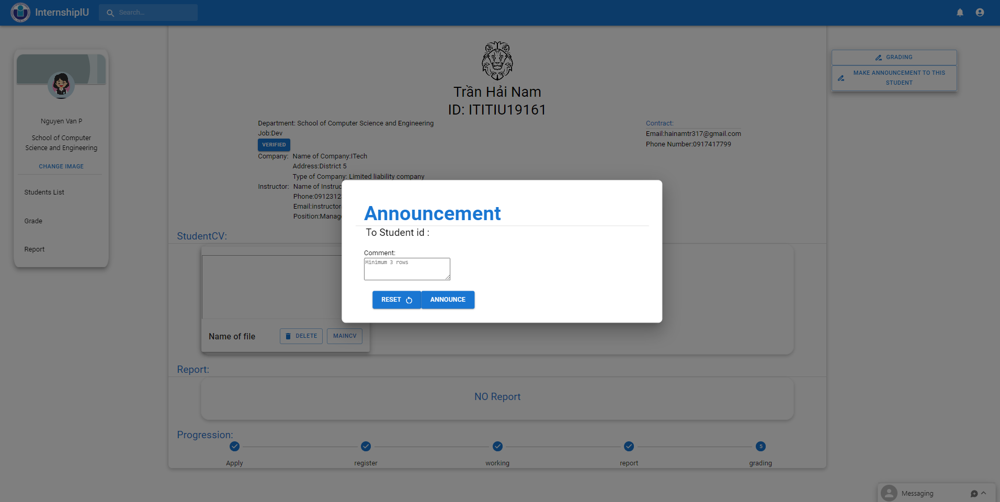 InternshipIU
Search...
Nguyen Van P
School of Computer
Science and Engineering
CHANGE IMAGE
Students List
Grade
Report
Trần Hải Nam
ID: ITITIU19161
Department: School of Computer Science and Engineering
Job:Dev
VERIFIED
Company: Name of Company:ITech
Address:District 5
Type of Company: Limited liability company
Instructor: Name of Instruc
Phone:0912312
Email:instructor
Position:Manag
Contract:
Email:hainamtr317@gmail.com
Phone Number:0917417799
GRADING
MAKE ANNOUNCEMENT TO THIS
STUDENT
Announcement
To Student id :
Comment:
Minimum 3 rows
RESET
ANNOUNCE
StudentCV:
Name of file
DELETE
MAINCV
Report:
NO Report
Progression:
5
Apply
register
working
report
grading
Messaging